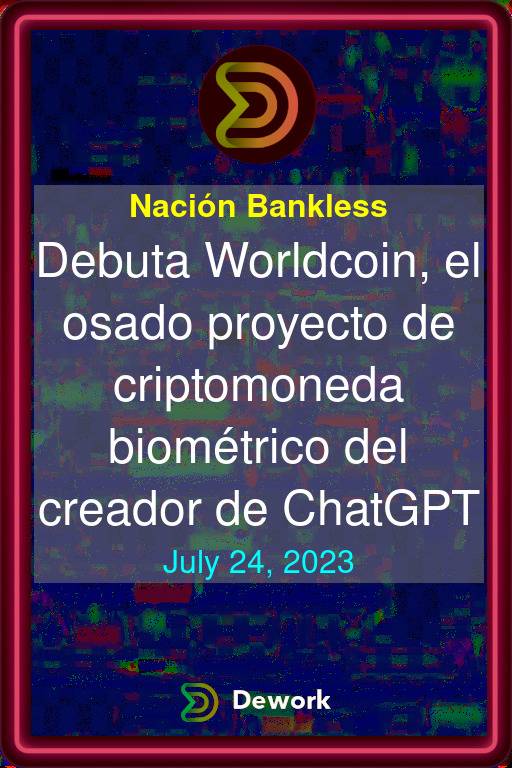 Nación Bankless
Debuta Worldcoin, el
osado proyecto de
criptomoneda
biométrico del
creador de ChatGPT
July 24, 2023
Dework